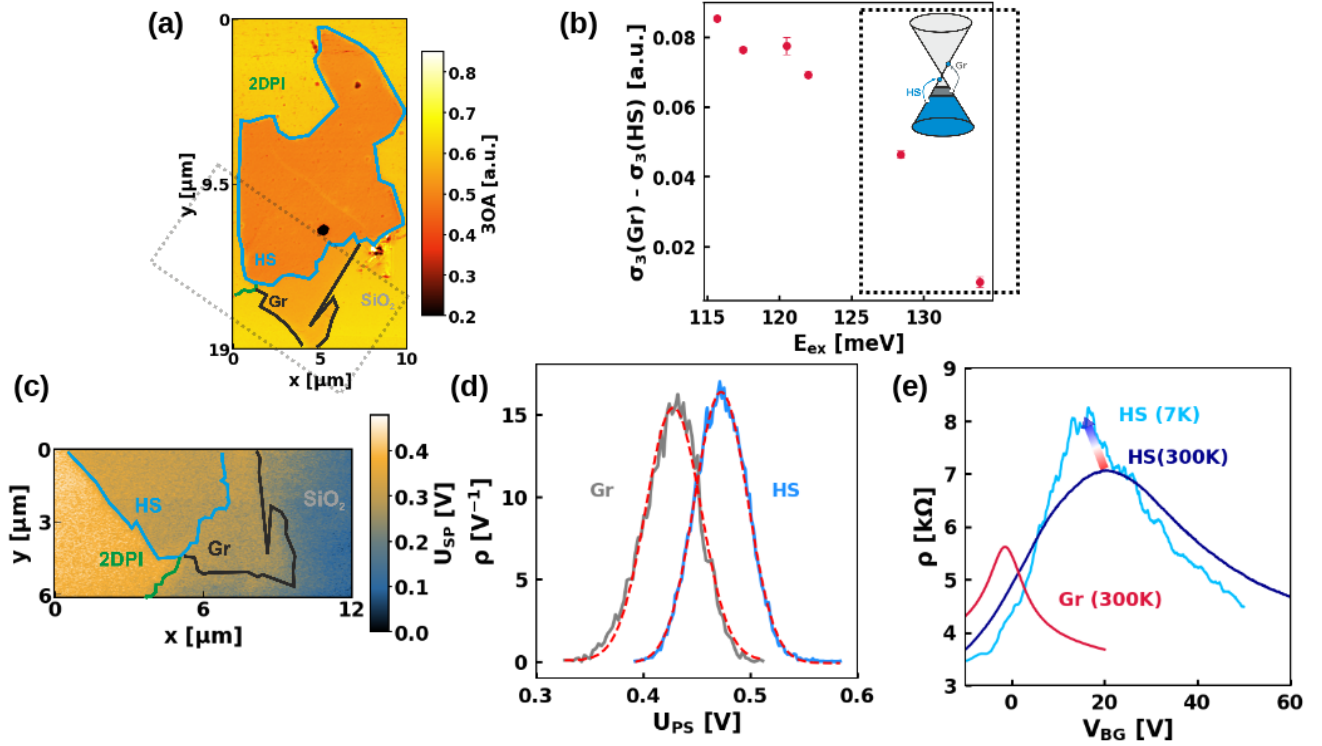 (a)
0
9.5
19
y [μm]
0 5 10
x [μm]
2DPI
HS
Gr
SiO₂
0.8
0.7
0.6
0.5
0.4
0.3
0.2
3OA [a.u.]
(b)
σ₃(Gr) - σ₃(HS) [a.u.]
0.08
0.06
0.04
0.02
115 120 125 130
E_ex [meV]
Gr
HS
(c)
0
3
6
y [μm]
0 6 12
x [μm]
HS
2DPI
Gr
SiO₂
0.4
0.3
0.2
0.1
0.0
U_SP [V]
(d)
ρ [V⁻¹]
15
10
5
0
Gr
HS
0.3 0.4 0.5 0.6
U_PS [V]
(e)
ρ [kΩ]
9
8
7
6
5
4
3
HS (7K)
HS(300K)
Gr (300K)
0 20 40 60
V_BG [V]